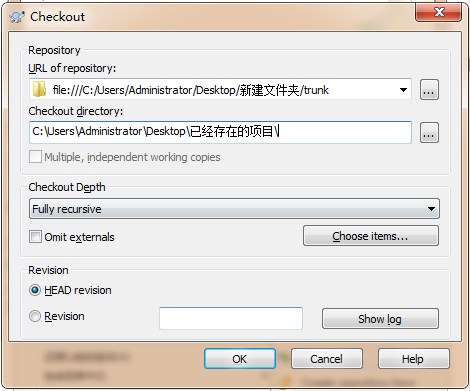 Checkout
Repository
URL of repository:
file:///C:/Users/Administrator/Desktop/新建文件夹/trunk
...
Checkout directory:
C:\Users\Administrator\Desktop\已经存在的项目\
...
Multiple, independent working copies
Checkout Depth
Fully recursive
Omit externals
Choose items...
Revision
HEAD revision
Revision
Show log
OK
Cancel
Help